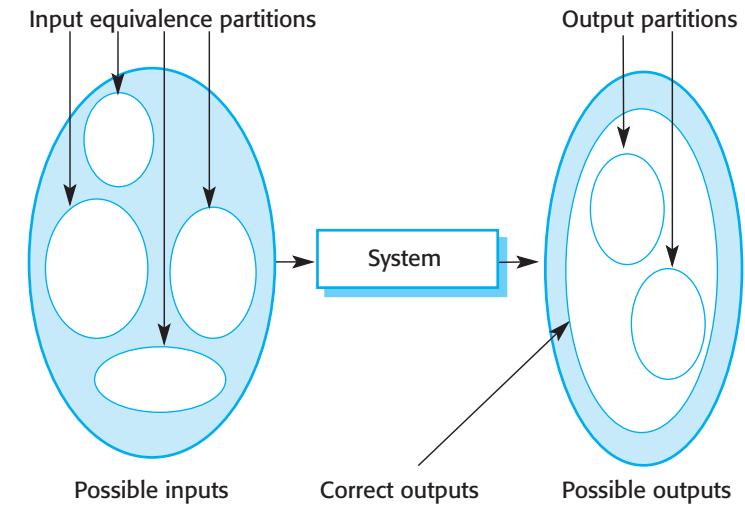 Input equivalence partitions
Output partitions
System
Possible inputs
Correct outputs
Possible outputs